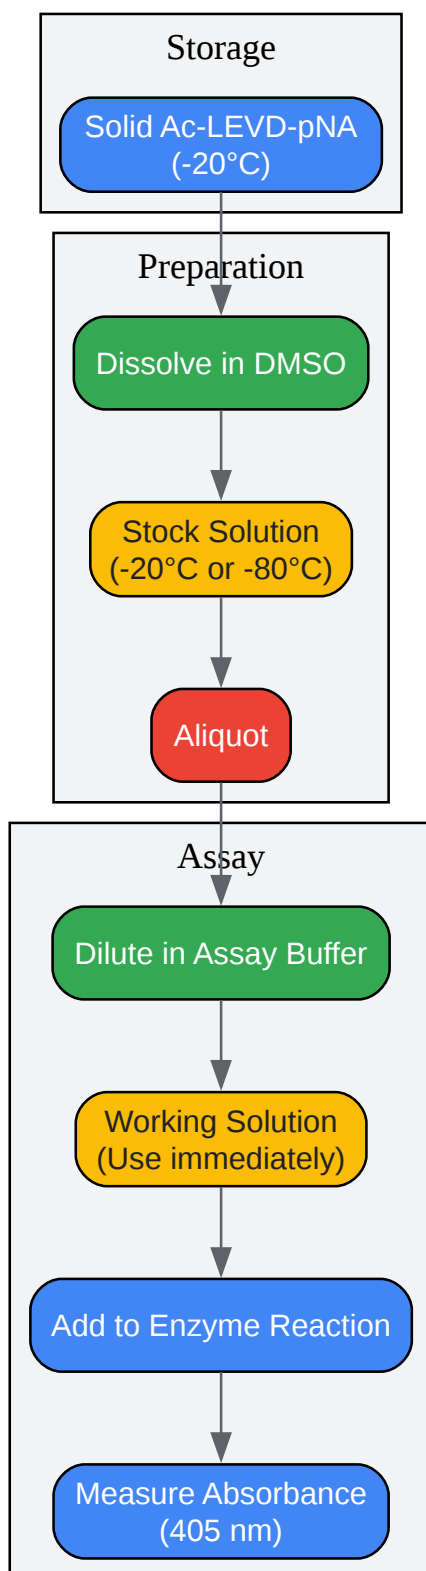 Storage
Solid Ac-LEVD-pNA
(-20°C)
Preparation
Dissolve in DMSO
Stock Solution
(-20°C or -80°C)
Aliquot
Assay
Dilute in Assay Buffer
Working Solution
(Use immediately)
Add to Enzyme Reaction
Measure Absorbance
(405 nm)